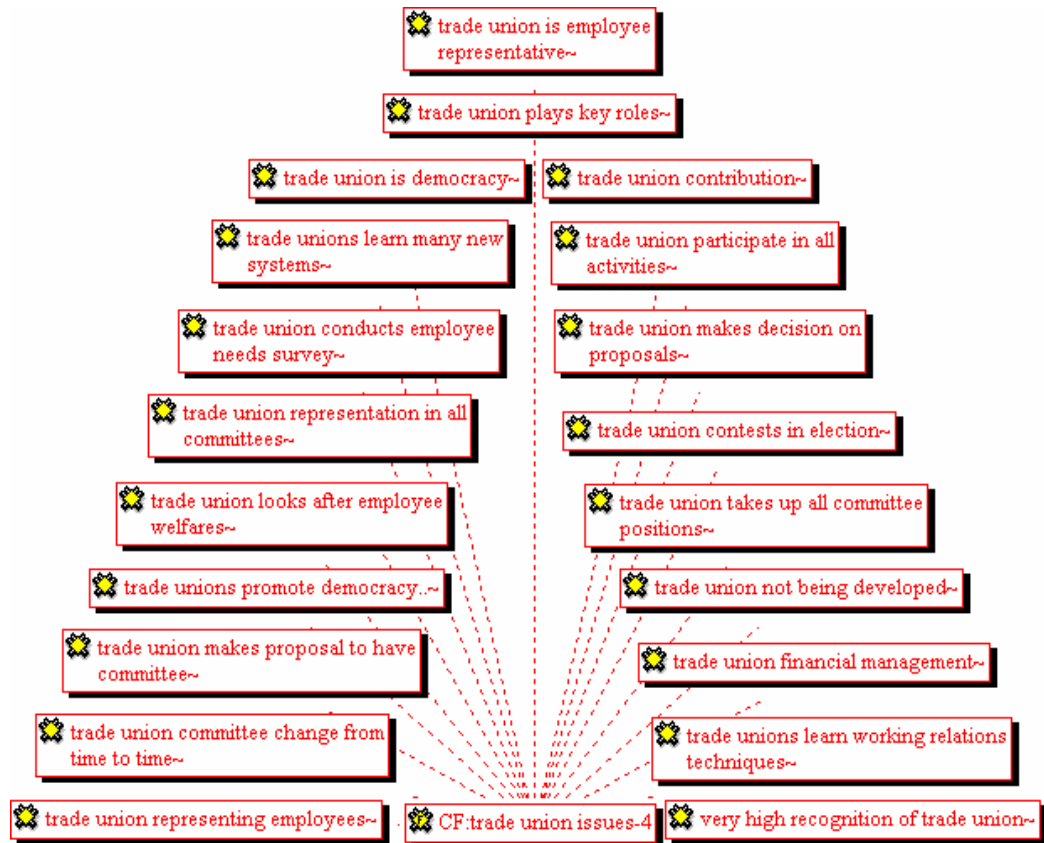 trade union is employee
representative~
trade union plays key roles~
trade union is democracy~
trade union contribution~
trade unions learn many new
systems~
trade union participate in all
activities~
trade union conducts employee
needs survey~
trade union makes decision on
proposals~
trade union representation in all
committees~
trade union contests in election~
trade union looks after employee
welfares~
trade union takes up all committee
positions~
trade unions promote democracy..~
trade union not being developed~
trade union makes proposal to have
committee~
trade union financial management~
trade union committee change from
time to time~
trade unions learn working relations
techniques~
trade union representing employees~
CF:trade union issues-4
very high recognition of trade union~